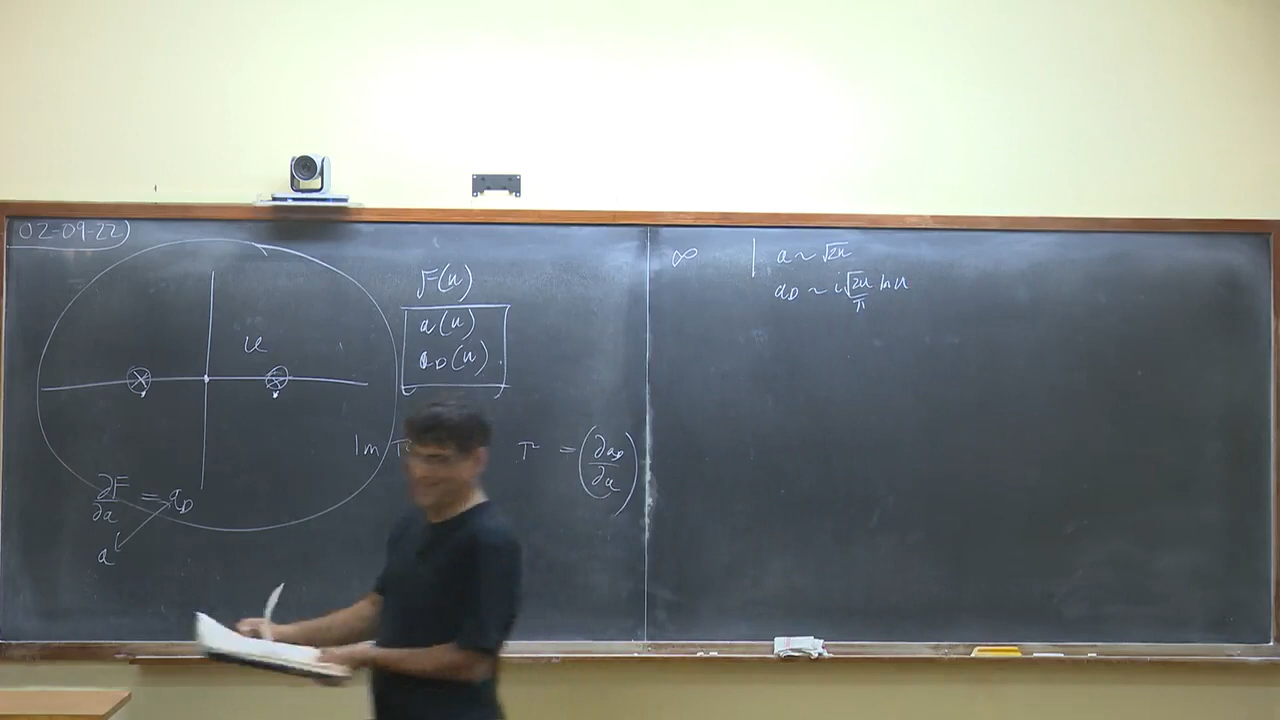 02-09-22)
F(u)
a(u)
a_D(u).
u
Im τ
τ = (∂a_D/∂a)
∂F/∂a = a_D
a
∞ | a ~ √2u
a_D ~ i√2u/π ln u